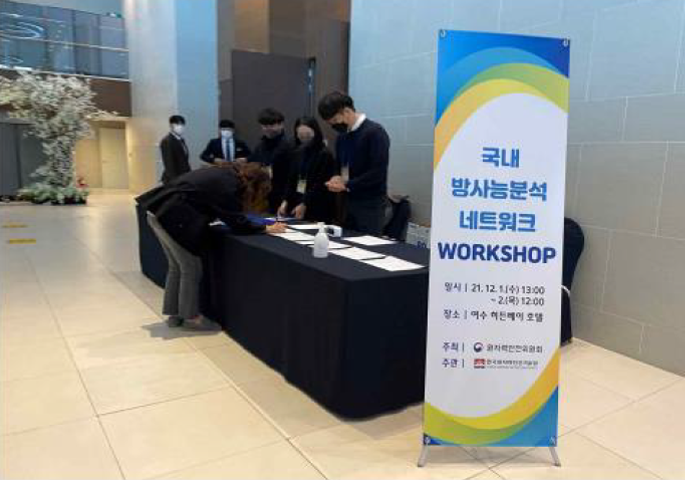 국내
방사능분석
네트워크
WORKSHOP
일시 | 21. 12. 1.(수) 13:00
~ 2.(목) 12:00
장소 | 여수 히든베이 호텔
주최 | 원자력안전위원회
주관 | 한국원자력안전기술원